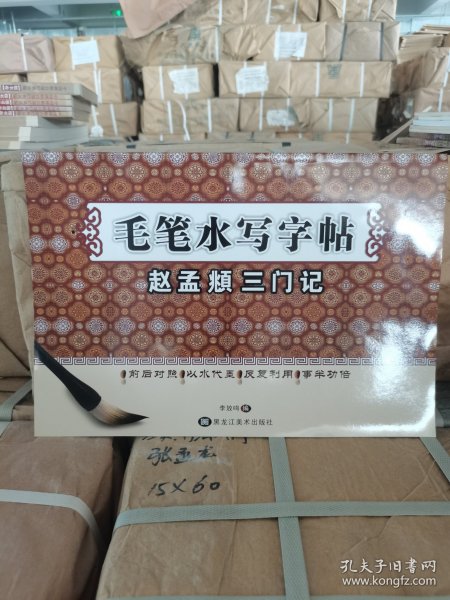 毛笔水写字帖
赵孟頫三门记
前后对照 以水代墨 反复利用 事半功倍
李放鸣 编
黑龙江美术出版社
15×60
孔夫子旧书网
www.kongfz.com